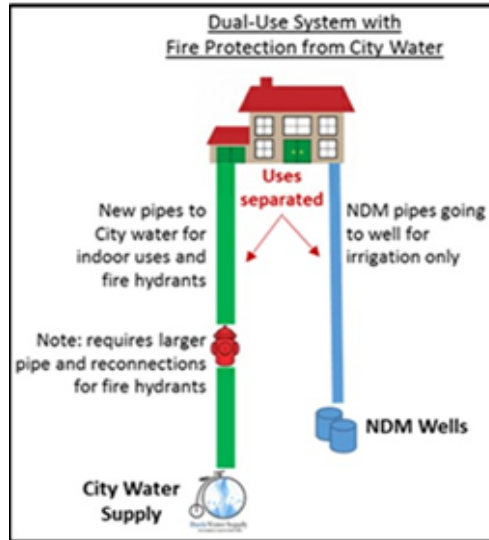 Dual-Use System with
Fire Protection from City Water
Uses
separated
New pipes to
City water for
indoor uses and
fire hydrants
NDM pipes going
to well for
irrigation only
Note: requires larger
pipe and reconnections
for fire hydrants
NDM Wells
City Water
Supply